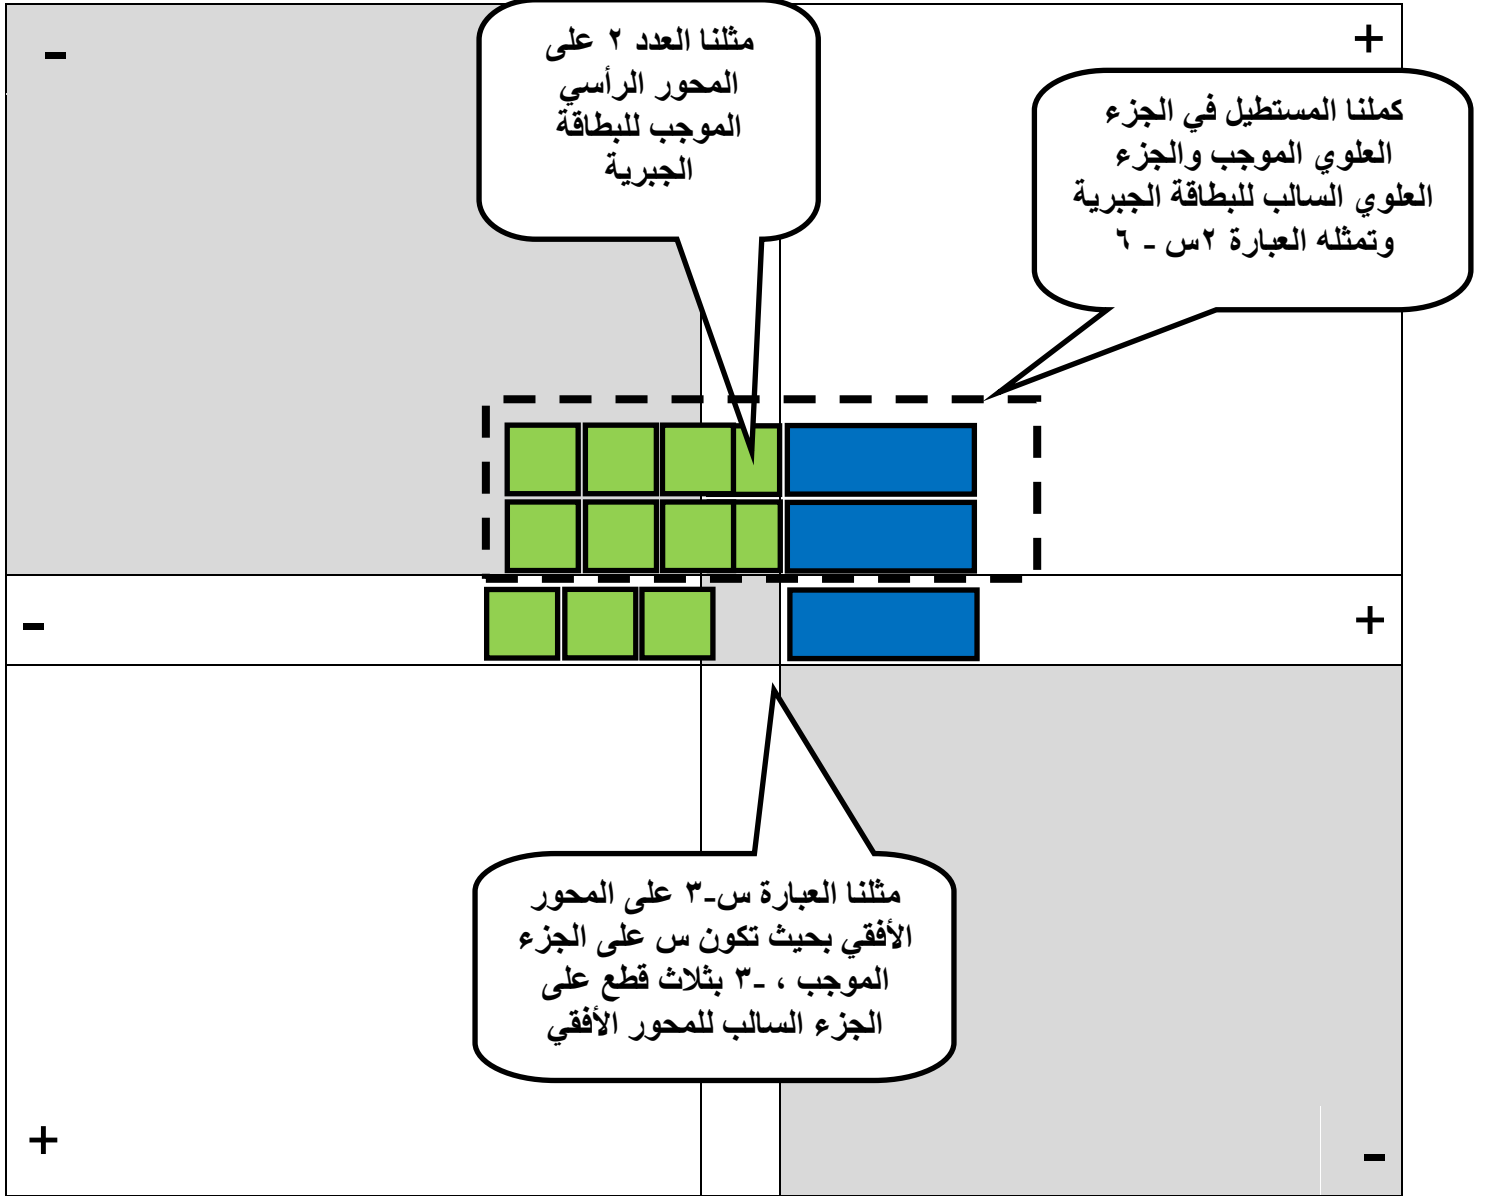 -
+
مثلنا العدد ٢ على
المحور الرأسي
الموجب للبطاقة
الجبرية
كملنا المستطيل في الجزء
العلوي الموجب والجزء
العلوي السالب للبطاقة الجبرية
وتمثله العبارة ٢س - ٦
-
+
مثلنا العبارة س-٣ على المحور
الأفقي بحيث تكون س على الجزء
الموجب ، -٣ بثلاث قطع على
الجزء السالب للمحور الأفقي
+
-